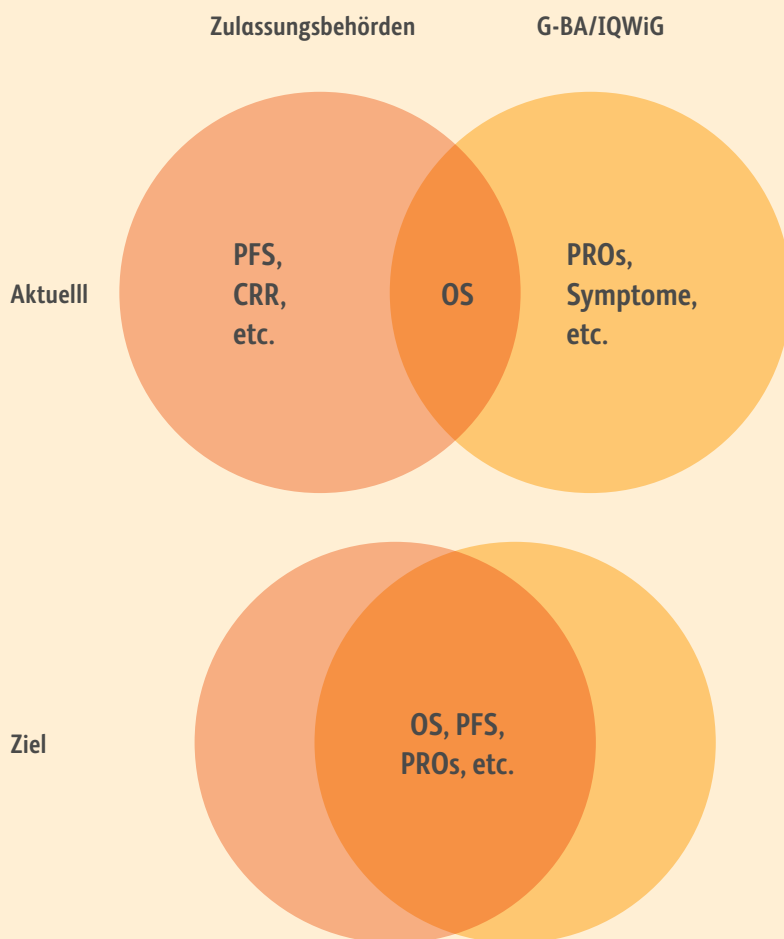 Zulassungsbehörden
G-BA/IQWiG
Aktuelll
PFS,
CRR,
etc.
OS
PROs,
Symptome,
etc.
Ziel
OS, PFS,
PROs, etc.